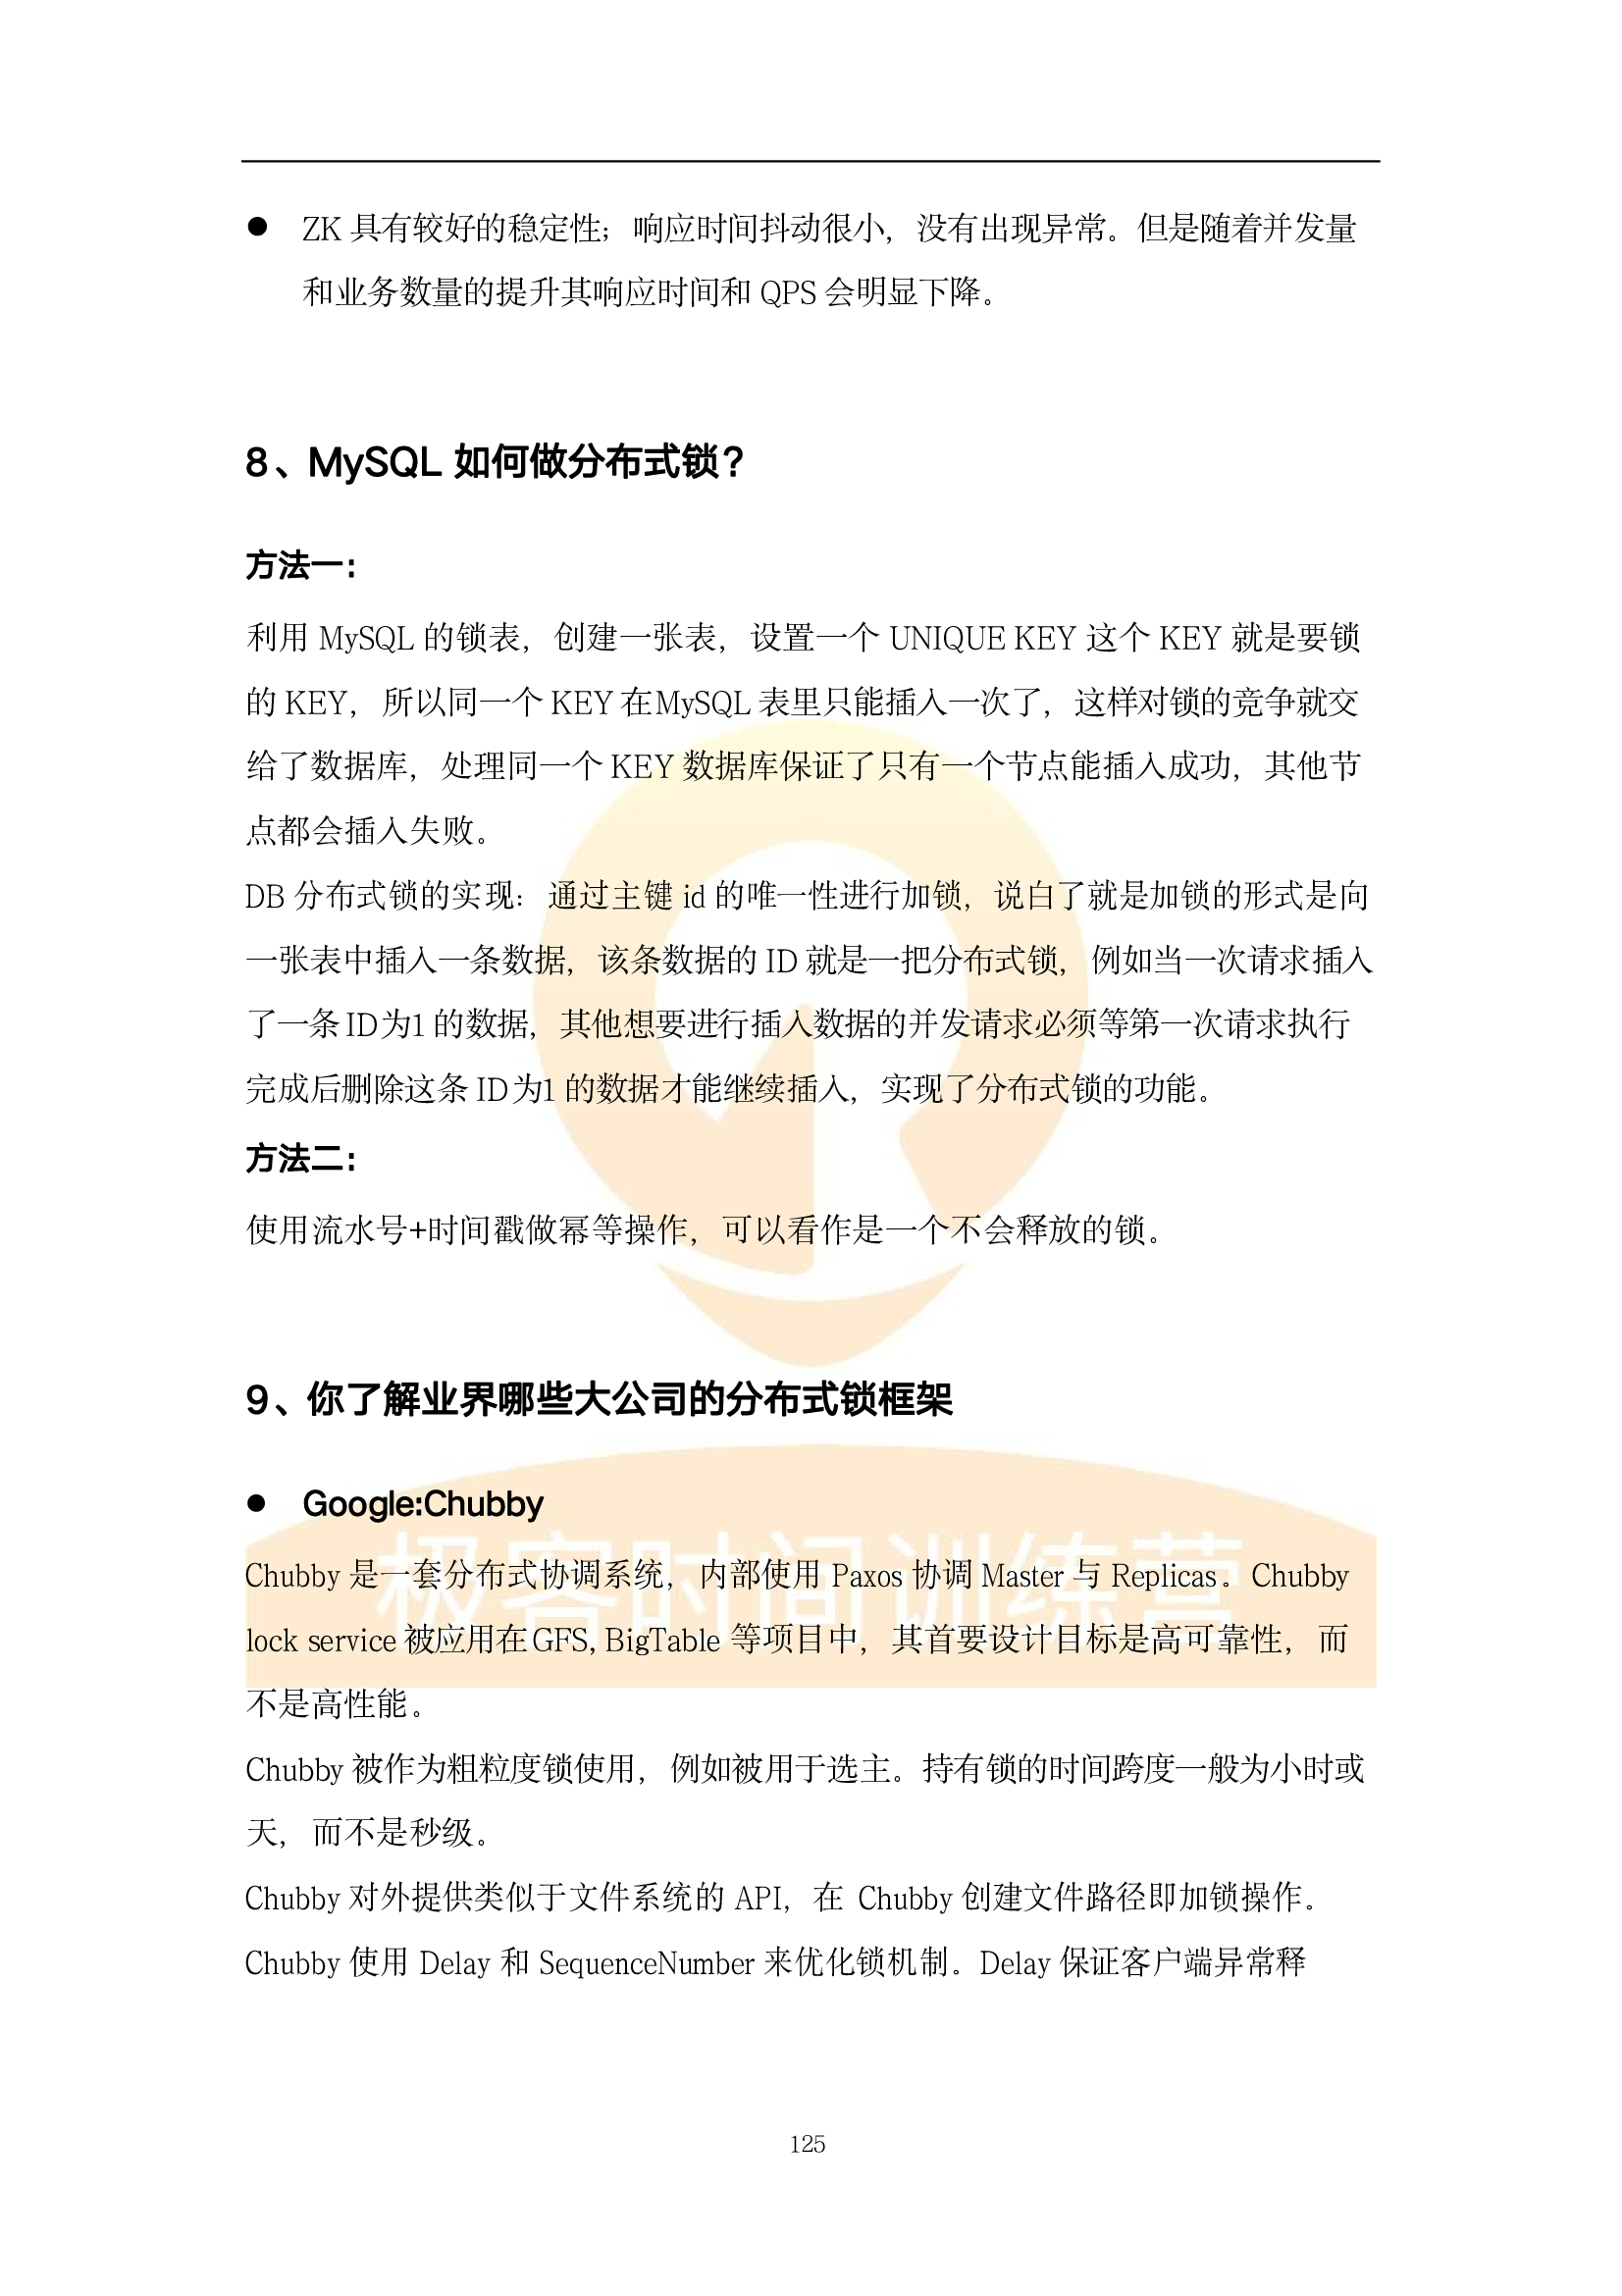 ● ZK 具有较好的稳定性；响应时间抖动很小，没有出现异常。但是随着并发量
和业务数量的提升其响应时间和 QPS 会明显下降。
8、MySQL 如何做分布式锁？
方法一：
利用 MySQL 的锁表，创建一张表，设置一个 UNIQUE KEY 这个 KEY 就是要锁
的 KEY，所以同一个 KEY 在MySQL 表里只能插入一次了，这样对锁的竞争就交
给了数据库，处理同一个 KEY 数据库保证了只有一个节点能插入成功，其他节
点都会插入失败。
DB 分布式锁的实现：通过主键 id 的唯一性进行加锁，说白了就是加锁的形式是向
一张表中插入一条数据，该条数据的 ID 就是一把分布式锁，例如当一次请求插入
了一条 ID为1 的数据，其他想要进行插入数据的并发请求必须等第一次请求执行
完成后删除这条 ID为1 的数据才能继续插入，实现了分布式锁的功能。
方法二：
使用流水号+时间戳做幂等操作，可以看作是一个不会释放的锁。
9、你了解业界哪些大公司的分布式锁框架
● Google:Chubby
极客时间训练营
Chubby 是一套分布式协调系统，内部使用 Paxos 协调 Master 与 Replicas。Chubby
lock service 被应用在GFS, BigTable 等项目中，其首要设计目标是高可靠性，而
不是高性能。
Chubby 被作为粗粒度锁使用，例如被用于选主。持有锁的时间跨度一般为小时或
天，而不是秒级。
Chubby 对外提供类似于文件系统的 API，在 Chubby 创建文件路径即加锁操作。
Chubby 使用 Delay 和 SequenceNumber 来优化锁机制。Delay 保证客户端异常释
125